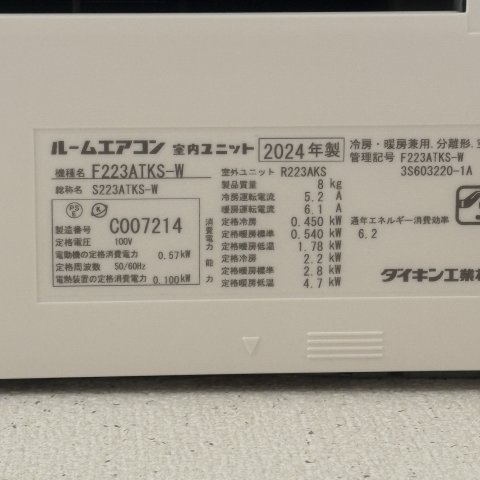 ルームエアコン 室内ユニット 2024年製
冷房・暖房兼用.分離形.
機種名 F223ATKS-W
総称名 S223ATKS-W
PS E
製造番号 C007214
定格電圧 100V
電動機の定格消費電力 0.57kW
定格周波数 50/60Hz
電熱装置の定格消費電力 0.100kW
室外ユニット R223AKS
製品質量 8 kg
冷房運転電流 5.2 A
暖房運転電流 6.1 A
消費電力
定格冷房 0.450 kW
定格暖房標準 0.540 kW
定格暖房低温 1.78 kW
能力
定格冷房 2.2 kW
定格暖房標準 2.8 kW
定格暖房低温 4.7 kW
管理記号 F223ATKS-W
3S603220-1A
通年エネルギー消費効率
6.2
ダイキン工業